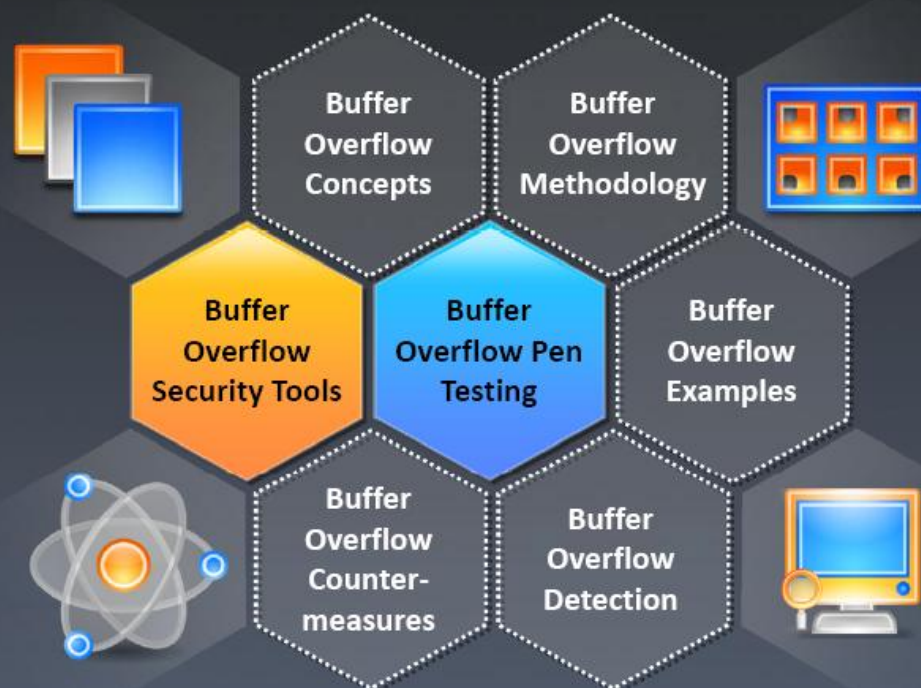 Buffer
Overflow
Concepts
Buffer
Overflow
Methodology
Buffer
Overflow
Security Tools
Buffer
Overflow Pen
Testing
Buffer
Overflow
Examples
Buffer
Overflow
Counter-
measures
Buffer
Overflow
Detection